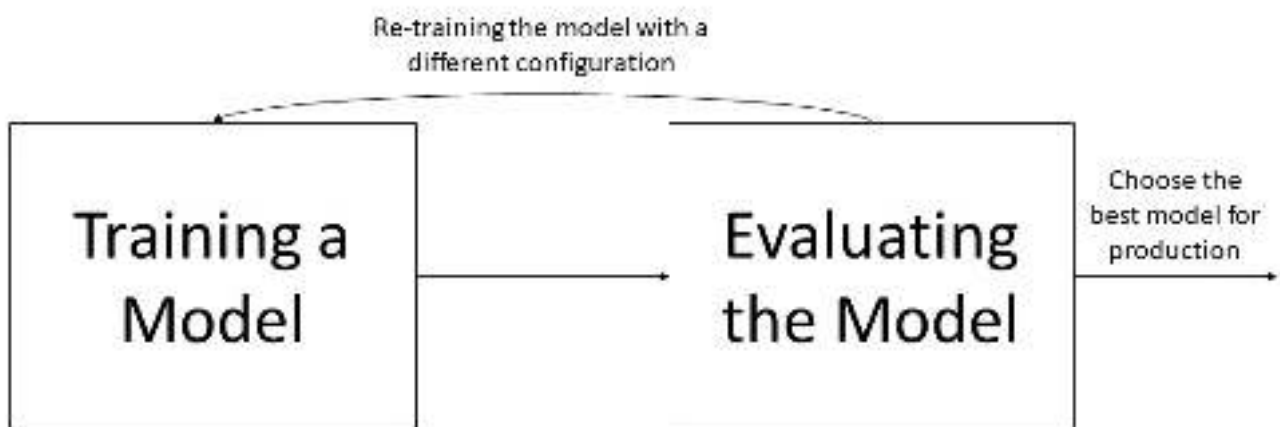 Re-training the model with a
different configuration
Training a
Model
Evaluating
the Model
Choose the
best model for
production